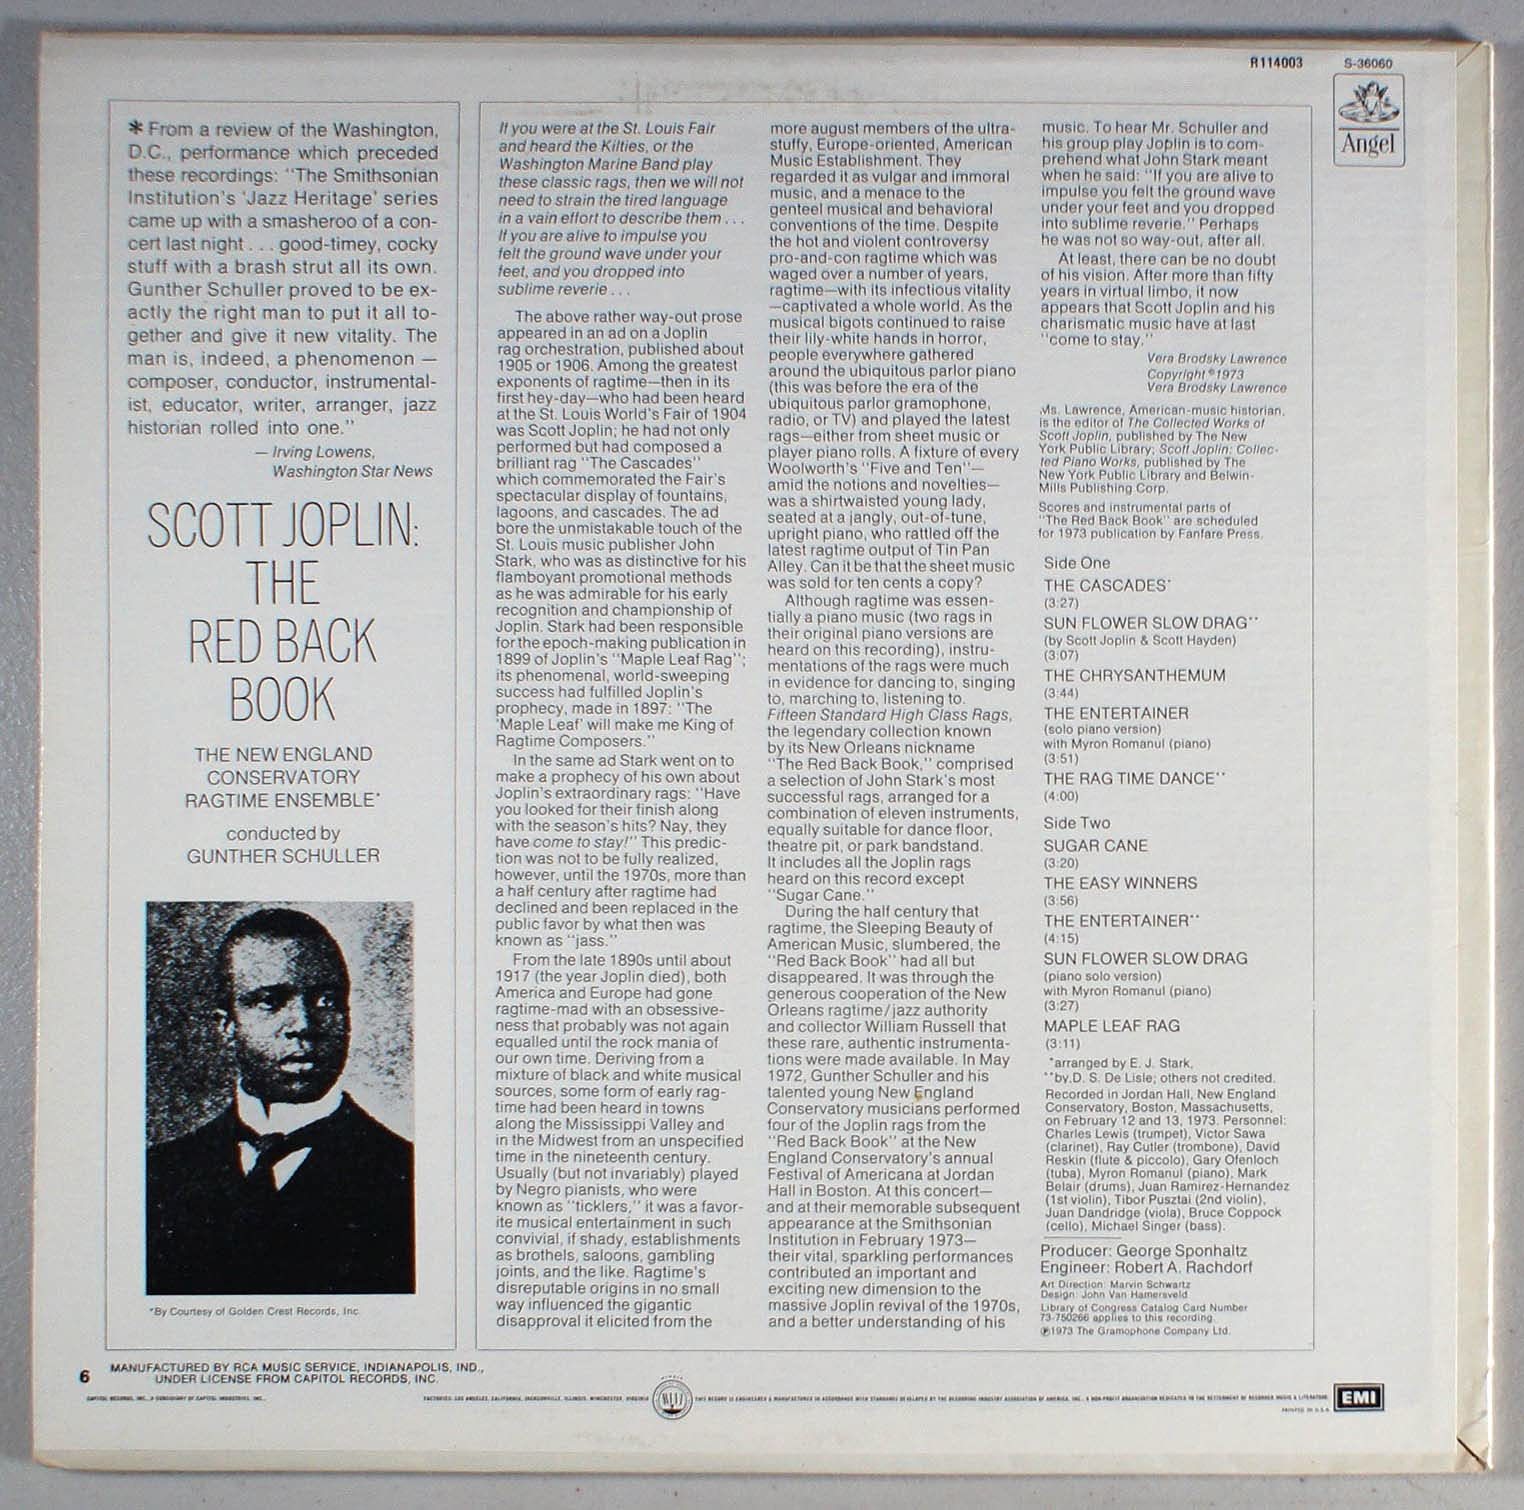 R114003
S-36060
Angel
* From a review of the Washington,
D.C., performance which preceded
these recordings: "The Smithsonian
Institution's 'Jazz Heritage' series
came up with a smasheroo of a con-
cert last night . . . good-timey, cocky
stuff with a brash strut all its own.
Gunther Schuller proved to be ex-
actly the right man to put it all to-
gether and give it new vitality. The
man is, indeed, a phenomenon —
composer, conductor, instrumental-
ist, educator, writer, arranger, jazz
historian rolled into one."
— Irving Lowens,
Washington Star News
SCOTT JOPLIN:
THE
RED BACK
BOOK
THE NEW ENGLAND
CONSERVATORY
RAGTIME ENSEMBLE*
conducted by
GUNTHER SCHULLER
*By Courtesy of Golden Crest Records, Inc.
If you were at the St. Louis Fair
and heard the Kilties, or the
Washington Marine Band play
these classic rags, then we will not
need to strain the tired language
in a vain effort to describe them . . .
If you are alive to impulse you
felt the ground wave under your
feet, and you dropped into
sublime reverie . . .
The above rather way-out prose
appeared in an ad on a Joplin
rag orchestration, published about
1905 or 1906. Among the greatest
exponents of ragtime—then in its
first hey-day—who had been heard
at the St. Louis World's Fair of 1904
was Scott Joplin; he had not only
performed but had composed a
brilliant rag "The Cascades"
which commemorated the Fair's
spectacular display of fountains,
lagoons, and cascades. The ad
bore the unmistakable touch of the
St. Louis music publisher John
Stark, who was as distinctive for his
flamboyant promotional methods
as he was admirable for his early
recognition and championship of
Joplin. Stark had been responsible
for the epoch-making publication in
1899 of Joplin's "Maple Leaf Rag";
its phenomenal, world-sweeping
success had fulfilled Joplin's
prophecy, made in 1897: "The
'Maple Leaf' will make me King of
Ragtime Composers."
In the same ad Stark went on to
make a prophecy of his own about
Joplin's extraordinary rags: "Have
you looked for their finish along
with the season's hits? Nay, they
have come to stay!" This predic-
tion was not to be fully realized,
however, until the 1970s, more than
a half century after ragtime had
declined and been replaced in the
public favor by what then was
known as "jass."
From the late 1890s until about
1917 (the year Joplin died), both
America and Europe had gone
ragtime-mad with an obsessive-
ness that probably was not again
equalled until the rock mania of
our own time. Deriving from a
mixture of black and white musical
sources, some form of early rag-
time had been heard in towns
along the Mississippi Valley and
in the Midwest from an unspecified
time in the nineteenth century.
Usually (but not invariably) played
by Negro pianists, who were
known as "ticklers," it was a favor-
ite musical entertainment in such
convivial, if shady, establishments
as brothels, saloons, gambling
joints, and the like. Ragtime's
disreputable origins in no small
way influenced the gigantic
disapproval it elicited from the
more august members of the ultra-
stuffy, Europe-oriented, American
Music Establishment. They
regarded it as vulgar and immoral
music, and a menace to the
genteel musical and behavioral
conventions of the time. Despite
the hot and violent controversy
pro-and-con ragtime which was
waged over a number of years,
ragtime—with its infectious vitality
—captivated a whole world. As the
musical bigots continued to raise
their lily-white hands in horror,
people everywhere gathered
around the ubiquitous parlor piano
(this was before the era of the
ubiquitous parlor gramophone,
radio, or TV) and played the latest
rags—either from sheet music or
player piano rolls. A fixture of every
Woolworth's "Five and Ten"—
amid the notions and novelties—
was a shirtwaisted young lady,
seated at a jangly, out-of-tune,
upright piano, who rattled off the
latest ragtime output of Tin Pan
Alley. Can it be that the sheet music
was sold for ten cents a copy?
Although ragtime was essen-
tially a piano music (two rags in
their original piano versions are
heard on this recording), instru-
mentations of the rags were much
in evidence for dancing to, singing
to, marching to, listening to.
Fifteen Standard High Class Rags,
the legendary collection known
by its New Orleans nickname
"The Red Back Book," comprised
a selection of John Stark's most
successful rags, arranged for a
combination of eleven instruments,
equally suitable for dance floor,
theatre pit, or park bandstand.
It includes all the Joplin rags
heard on this record except
"Sugar Cane."
During the half century that
ragtime, the Sleeping Beauty of
American Music, slumbered, the
"Red Back Book" had all but
disappeared. It was through the
generous cooperation of the New
Orleans ragtime/jazz authority
and collector William Russell that
these rare, authentic instrumenta-
tions were made available. In May
1972, Gunther Schuller and his
talented young New England
Conservatory musicians performed
four of the Joplin rags from the
"Red Back Book" at the New
England Conservatory's annual
Festival of Americana at Jordan
Hall in Boston. At this concert—
and at their memorable subsequent
appearance at the Smithsonian
Institution in February 1973—
their vital, sparkling performances
contributed an important and
exciting new dimension to the
massive Joplin revival of the 1970s,
and a better understanding of his
music. To hear Mr. Schuller and
his group play Joplin is to com-
prehend what John Stark meant
when he said: "If you are alive to
impulse you felt the ground wave
under your feet and you dropped
into sublime reverie." Perhaps
he was not so way-out, after all.
At least, there can be no doubt
of his vision. After more than fifty
years in virtual limbo, it now
appears that Scott Joplin and his
charismatic music have at last
"come to stay."
Vera Brodsky Lawrence
Copyright ©1973
Vera Brodsky Lawrence
Ms. Lawrence, American-music historian,
is the editor of The Collected Works of
Scott Joplin, published by The New
York Public Library; Scott Joplin: Collec-
ted Piano Works, published by The
New York Public Library and Belwin-
Mills Publishing Corp.
Scores and instrumental parts of
"The Red Back Book" are scheduled
for 1973 publication by Fanfare Press.
Side One
THE CASCADES*
(3:27)
SUN FLOWER SLOW DRAG**
(by Scott Joplin & Scott Hayden)
(3:07)
THE CHRYSANTHEMUM
(3:44)
THE ENTERTAINER
(solo piano version)
with Myron Romanul (piano)
(3:51)
THE RAG TIME DANCE**
(4:00)
Side Two
SUGAR CANE
(3:20)
THE EASY WINNERS
(3:56)
THE ENTERTAINER**
(4:15)
SUN FLOWER SLOW DRAG
(piano solo version)
with Myron Romanul (piano)
(3:27)
MAPLE LEAF RAG
(3:11)
*arranged by E. J. Stark,
**by.D. S. De Lisle; others not credited.
Recorded in Jordan Hall, New England
Conservatory, Boston, Massachusetts,
on February 12 and 13, 1973. Personnel:
Charles Lewis (trumpet), Victor Sawa
(clarinet), Ray Cutler (trombone), David
Reskin (flute & piccolo), Gary Ofenloch
(tuba), Myron Romanul (piano), Mark
Belair (drums), Juan Ramirez-Hernandez
(1st violin), Tibor Pusztai (2nd violin),
Juan Dandridge (viola), Bruce Coppock
(cello), Michael Singer (bass).
Producer: George Sponhaltz
Engineer: Robert A. Rachdorf
Art Direction: Marvin Schwartz
Design: John Van Hamersveld
Library of Congress Catalog Card Number
73-750266 applies to this recording.
℗1973 The Gramophone Company Ltd.
6
MANUFACTURED BY RCA MUSIC SERVICE, INDIANAPOLIS, IND.,
UNDER LICENSE FROM CAPITOL RECORDS, INC.
CAPITOL RECORDS, INC., A SUBSIDIARY OF CAPITOL INDUSTRIES, INC.,
FACTORIES: LOS ANGELES, CALIFORNIA, JACKSONVILLE, ILLINOIS, WINCHESTER, VIRGINIA
THIS RECORD IS ENGINEERED & MANUFACTURED IN ACCORDANCE WITH STANDARDS DEVELOPED BY THE RECORDING INDUSTRY ASSOCIATION OF AMERICA, INC., A NON-PROFIT ORGANIZATION DEDICATED TO THE BETTERMENT OF RECORDED MUSIC & LITERATURE.
PRINTED IN U.S.A.
EMI